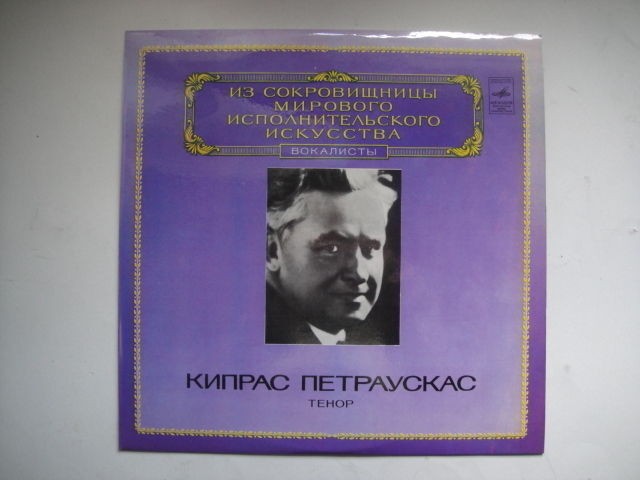 ИЗ СОКРОВИЩНИЦЫ
МИРОВОГО
ИСПОЛНИТЕЛЬСКОГО
ИСКУССТВА
ВОКАЛИСТЫ
КИПРАС ПЕТРАУСКАС
ТЕНОР